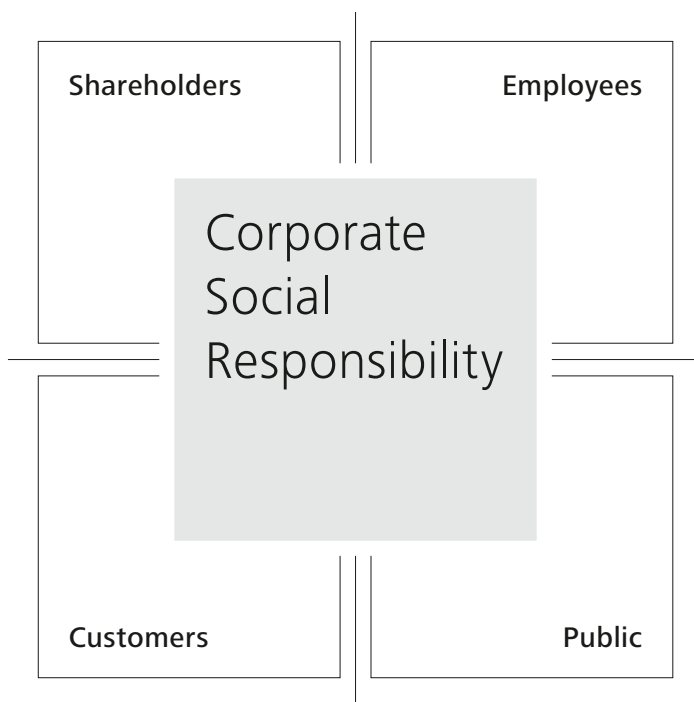 Shareholders
Employees
Corporate
Social
Responsibility
Customers
Public